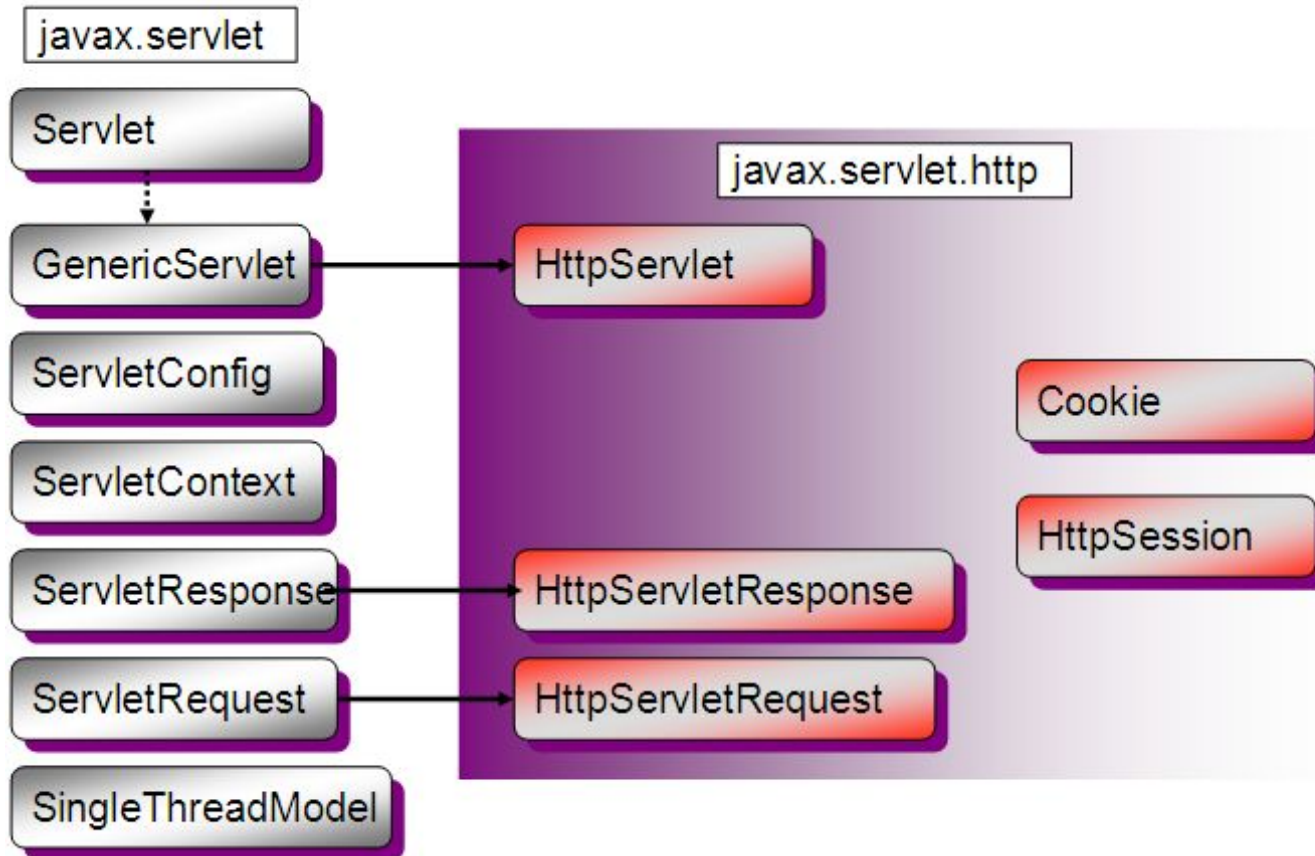 javax.servlet
Servlet
javax.servlet.http
GenericServlet
HttpServlet
ServletConfig
Cookie
ServletContext
HttpSession
ServletResponse
HttpServletResponse
ServletRequest
HttpServletRequest
SingleThreadModel